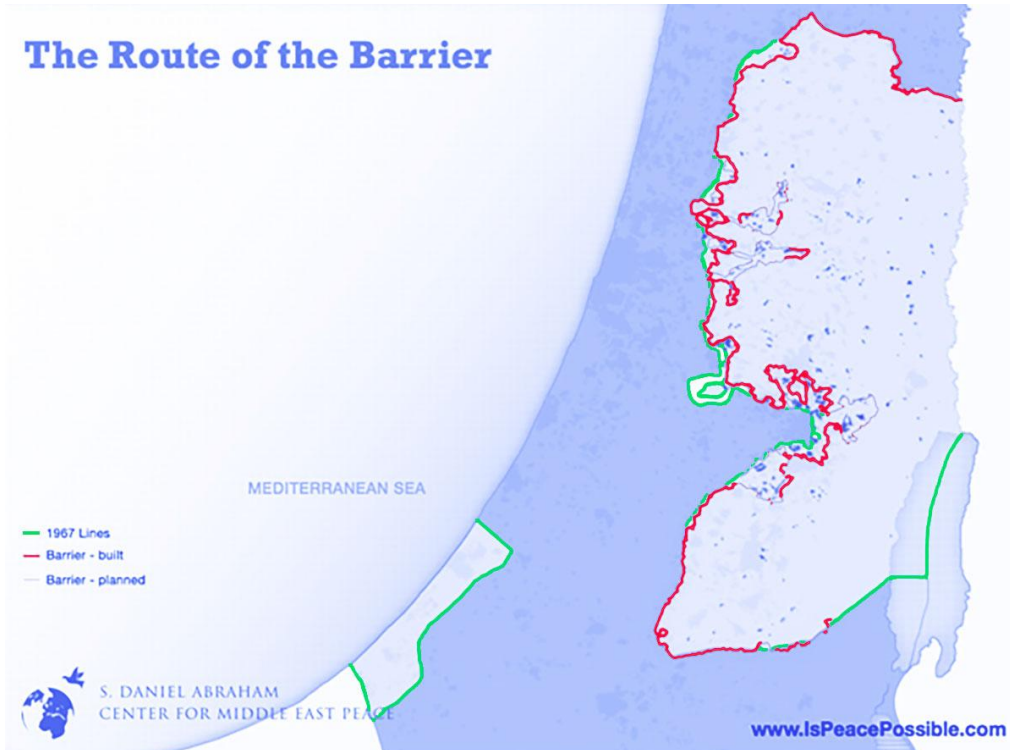 The Route of the Barrier
MEDITERRANEAN SEA
1967 Lines
Barrier - built
Barrier - planned
S. DANIEL ABRAHAM
CENTER FOR MIDDLE EAST PEACE
www.IsPeacePossible.com